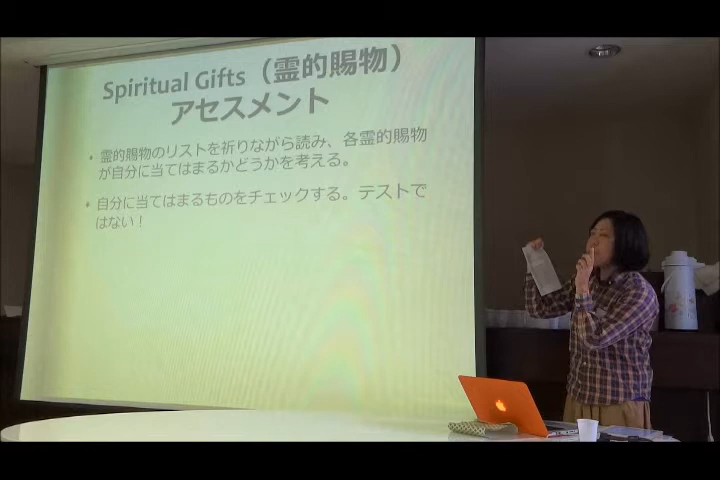 Spiritual Gifts（霊的賜物）
アセスメント
• 霊的賜物のリストを祈りながら読み、各霊的賜物
が自分に当てはまるかどうかを考える。
• 自分に当てはまるものをチェックする。テストで
はない！